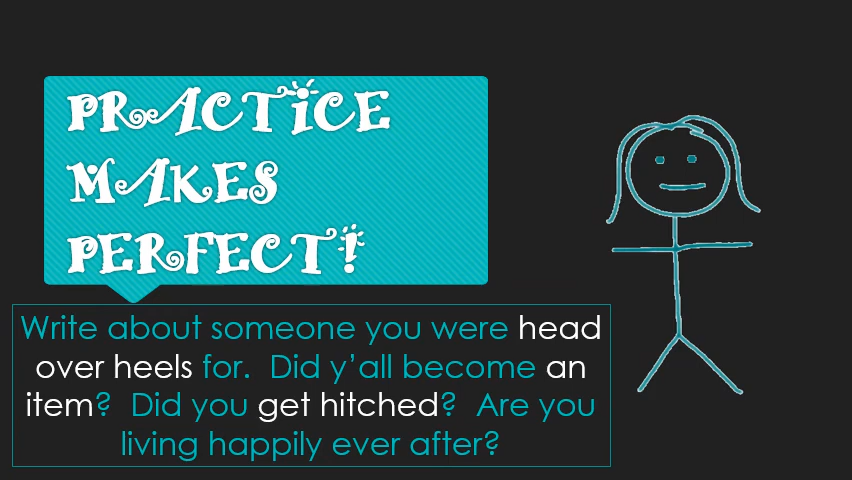 PRACTICE
MAKES
PERFECT!
Write about someone you were head
over heels for.  Did y'all become an
item?  Did you get hitched?  Are you
living happily ever after?